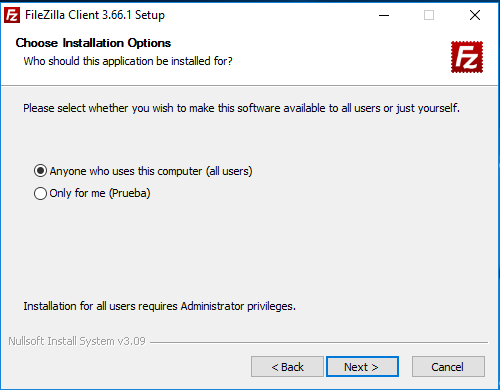 FileZilla Client 3.66.1 Setup
Choose Installation Options
Who should this application be installed for?
Fz
Please select whether you wish to make this software available to all users or just yourself.
Anyone who uses this computer (all users)
Only for me (Prueba)
Installation for all users requires Administrator privileges.
Nullsoft Install System v3.09
< Back Next > Cancel